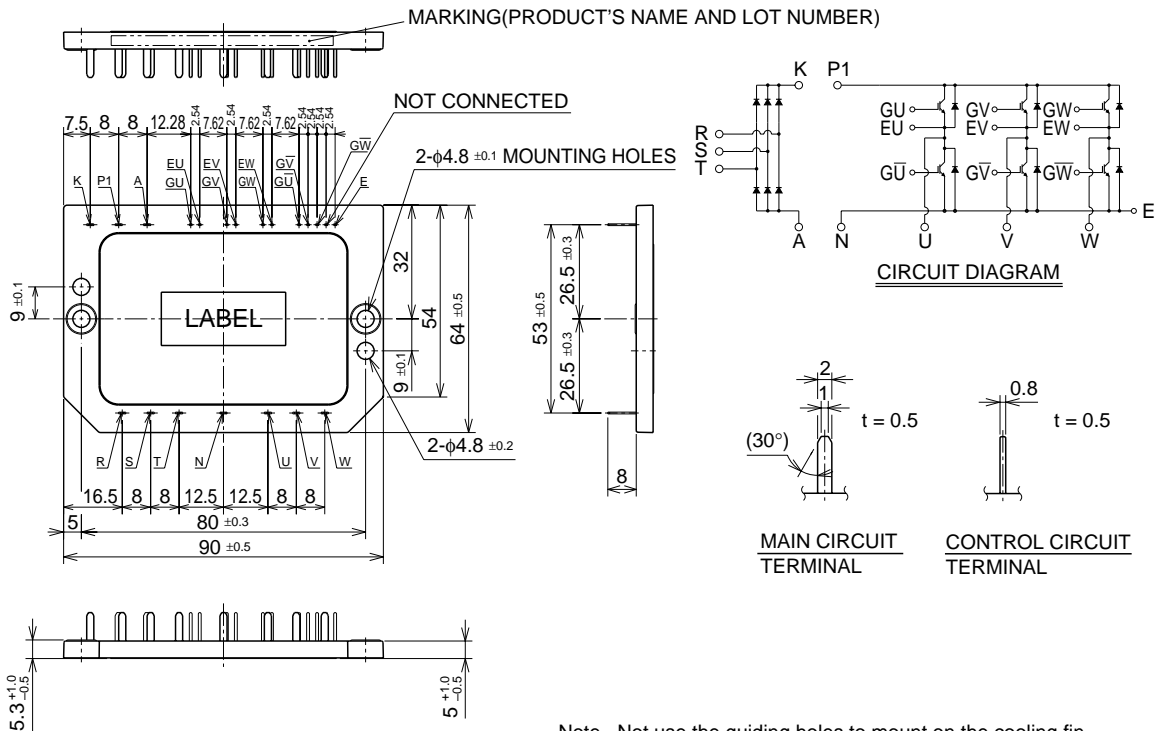 MARKING(PRODUCT'S NAME AND LOT NUMBER)
NOT CONNECTED
7.5 8 8 12.28 2.54 7.62 2.54 7.62 2.54 7.62 2.54 2.54 2.54 2.54
GW̅
2-ϕ4.8 ±0.1 MOUNTING HOLES
K P1 A EU EV EW GV̅
GU GV GW GU̅ E
9 ±0.1
LABEL
32
54
64 ±0.5
9 ±0.1
2-ϕ4.8 ±0.2
R S T N U V W
16.5 8 8 12.5 12.5 8 8
5 80 ±0.3
90 ±0.5
53 ±0.5
26.5 ±0.3
26.5 ±0.3
8
K P1
R
S
T
GU GV GW
EU EV EW
GU̅ GV̅ GW̅
E
A N U V W
CIRCUIT DIAGRAM
2
1
t = 0.5
(30°)
MAIN CIRCUIT
TERMINAL
0.8
t = 0.5
CONTROL CIRCUIT
TERMINAL
5.3 +1.0 −0.5
5 +1.0 −0.5
Note Not use the guiding holes to mount on the cooling fin